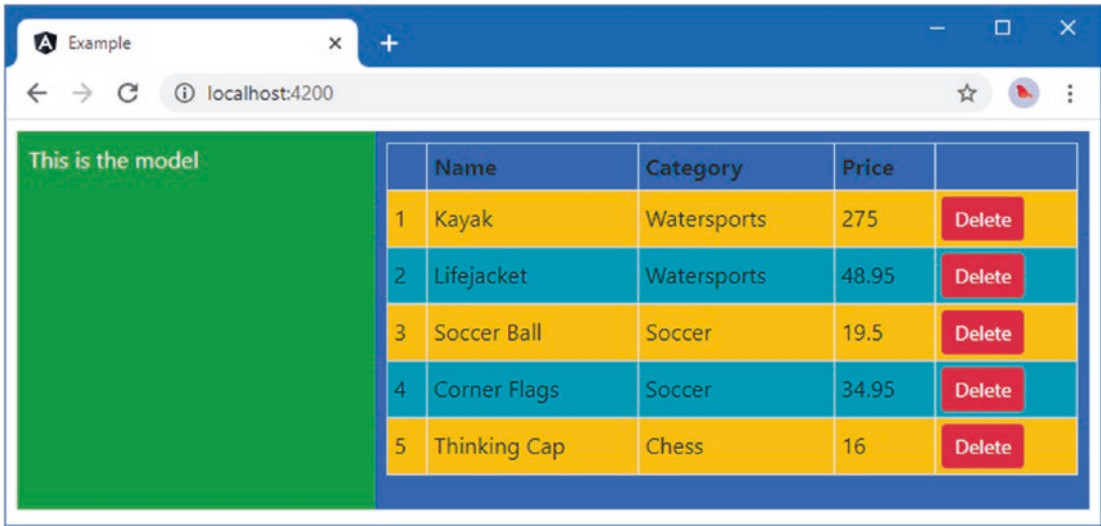 Example
localhost:4200
This is the model
Name Category Price
1 Kayak Watersports 275 Delete
2 Lifejacket Watersports 48.95 Delete
3 Soccer Ball Soccer 19.5 Delete
4 Corner Flags Soccer 34.95 Delete
5 Thinking Cap Chess 16 Delete